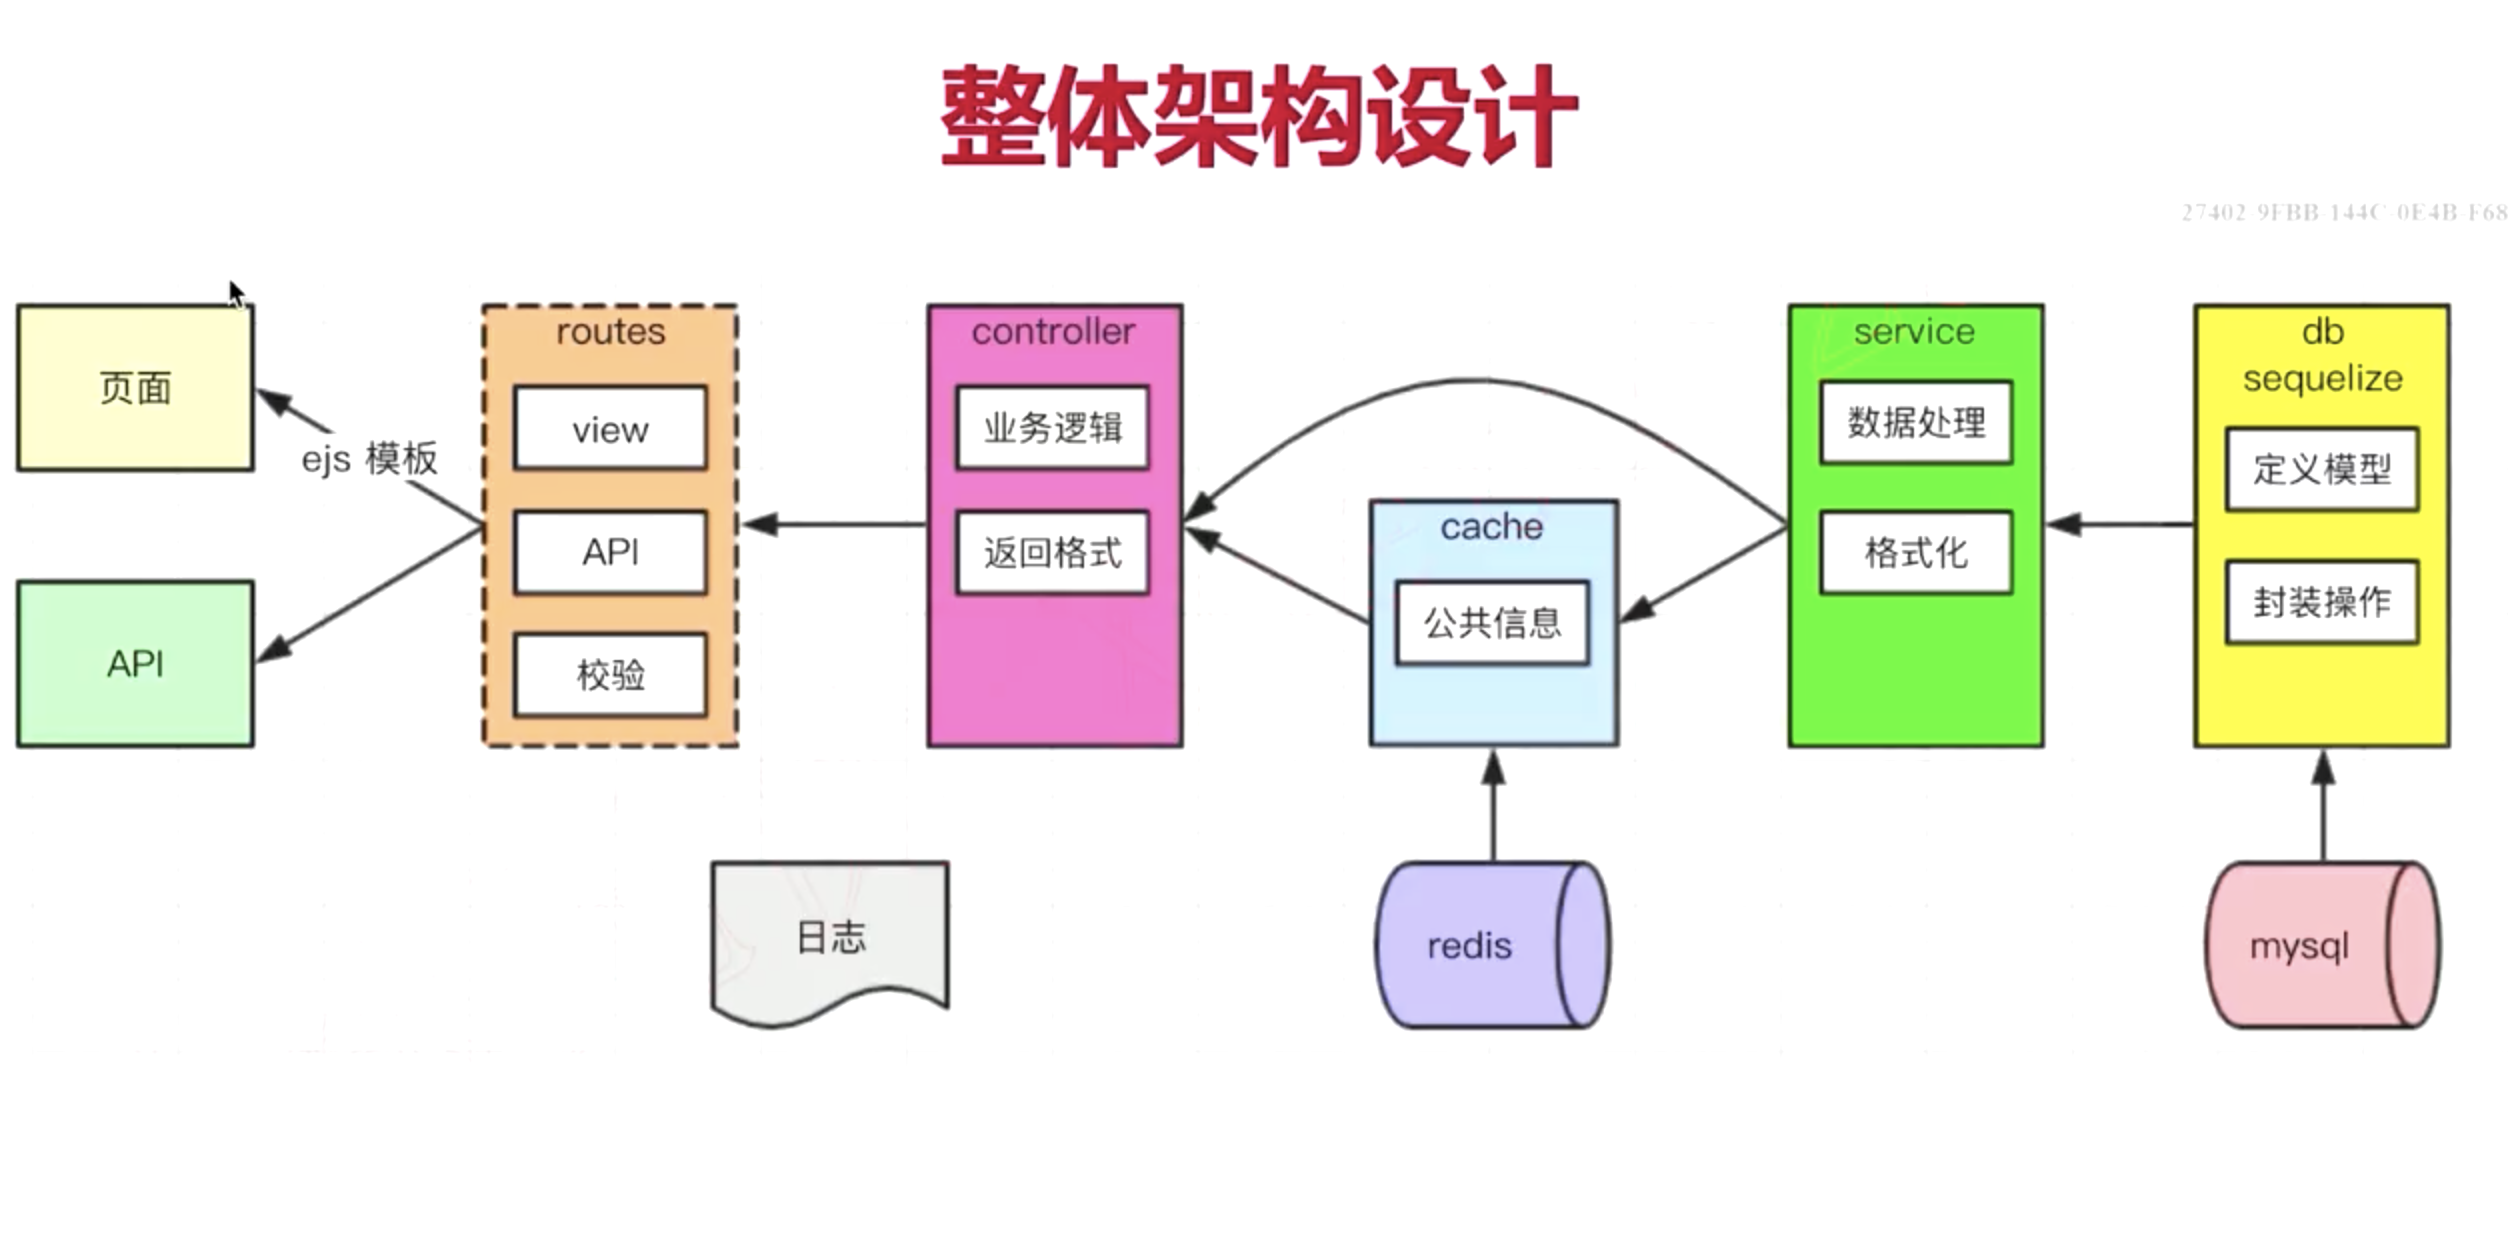 整体架构设计
27402-9FBB-144C-0E4B-F68
页面
ejs 模板
API
routes
view
API
校验
controller
业务逻辑
返回格式
cache
公共信息
service
数据处理
格式化
db
sequelize
定义模型
封装操作
日志
redis
mysql